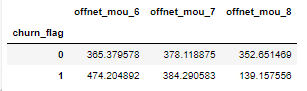 offnet_mou_6 offnet_mou_7 offnet_mou_8
churn_flag
0 365.379578 378.118875 352.651469
1 474.204892 384.290583 139.157556